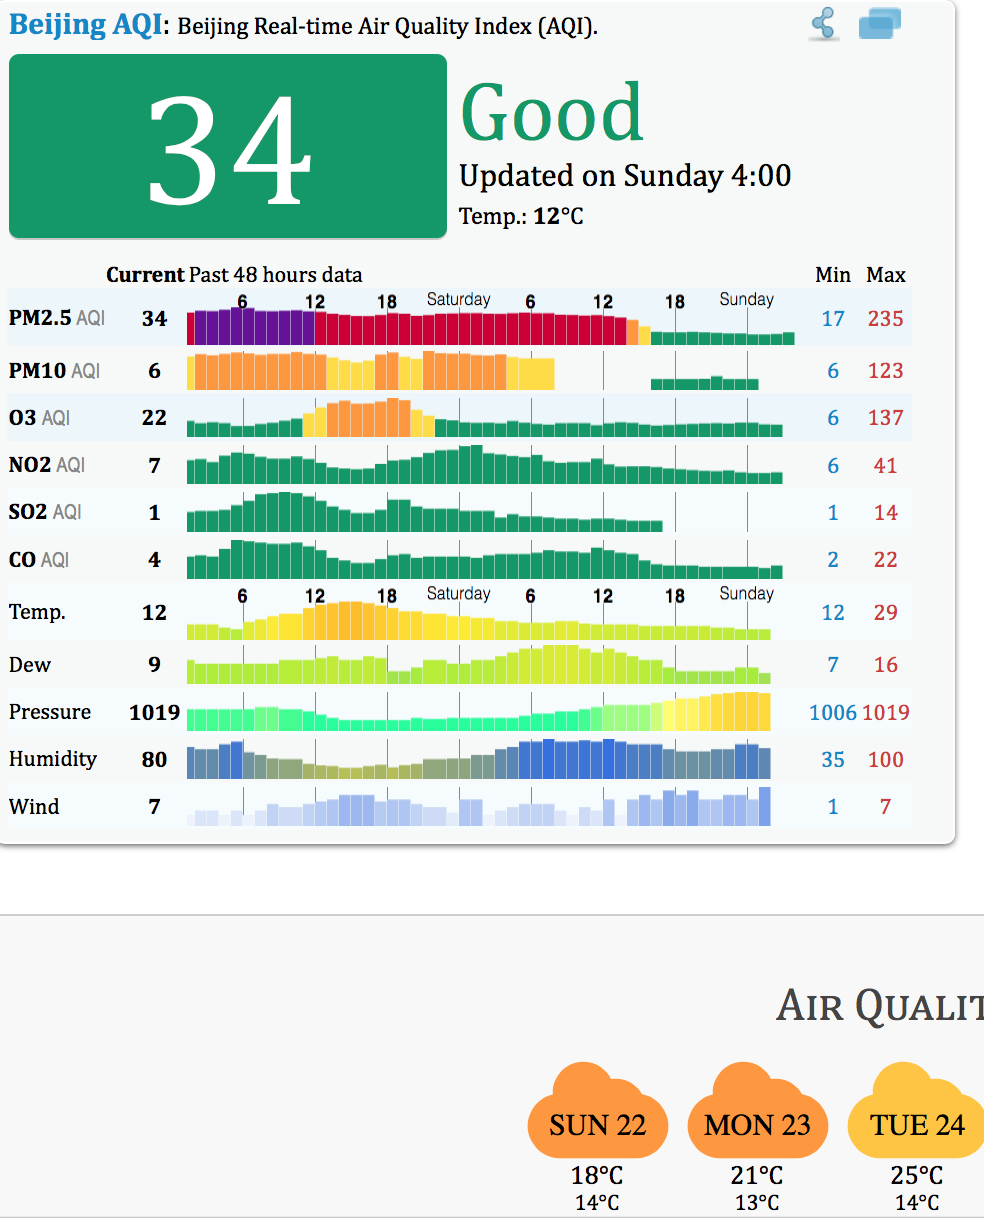 Beijing AQI: Beijing Real-time Air Quality Index (AQI).
34
Good
Updated on Sunday 4:00
Temp.: 12°C
Current Past 48 hours data Min Max
6 12 18 Saturday 6 12 18 Sunday
PM2.5 AQI 34 17 235
PM10 AQI 6 6 123
O3 AQI 22 6 137
NO2 AQI 7 6 41
SO2 AQI 1 1 14
CO AQI 4 2 22
6 12 18 Saturday 6 12 18 Sunday
Temp. 12 12 29
Dew 9 7 16
Pressure 1019 1006 1019
Humidity 80 35 100
Wind 7 1 7
AIR QUALIT
SUN 22 MON 23 TUE 24
18°C 21°C 25°C
14°C 13°C 14°C